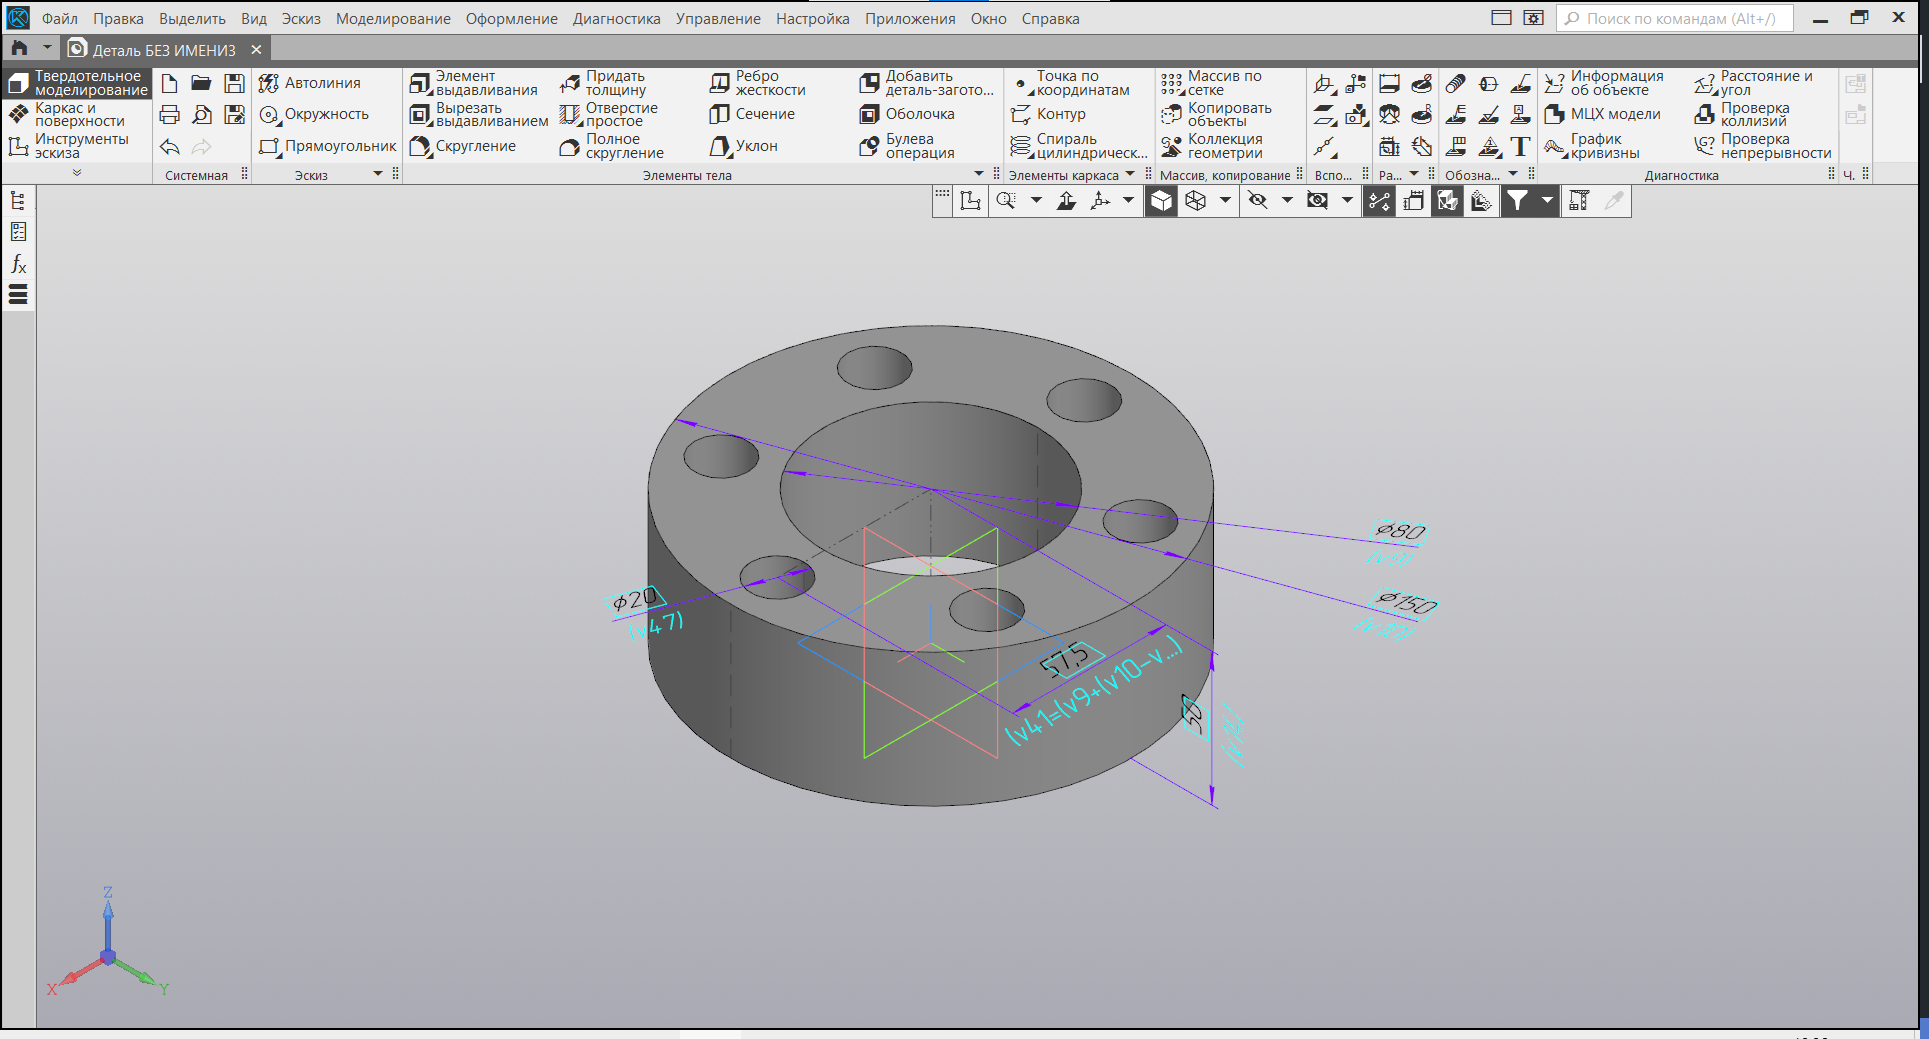 Файл Правка Выделить Вид Эскиз Моделирование Оформление Диагностика Управление Настройка Приложения Окно Справка
Поиск по командам (Alt+/)
Деталь БЕЗ ИМЕНИ3
Твердотельное моделирование
Каркас и поверхности
Инструменты эскиза
Системная
Автолиния
Окружность
Прямоугольник
Эскиз
Элемент выдавливания
Вырезать выдавливанием
Скругление
Придать толщину
Отверстие простое
Полное скругление
Ребро жесткости
Сечение
Уклон
Добавить деталь-загото...
Оболочка
Булева операция
Элементы тела
Точка по координатам
Контур
Спираль цилиндрическ...
Элементы каркаса
Массив по сетке
Копировать объекты
Коллекция геометрии
Массив, копирование
Вспо...
Ра...
Обозна...
Информация об объекте
МЦХ модели
График кривизны
Расстояние и угол
Проверка коллизий
Проверка непрерывности
Диагностика
Ч.
⌀80
⌀150
⌀20
(v47)
57,5
(v41=(v9+(v10-v...)
Z
X
Y